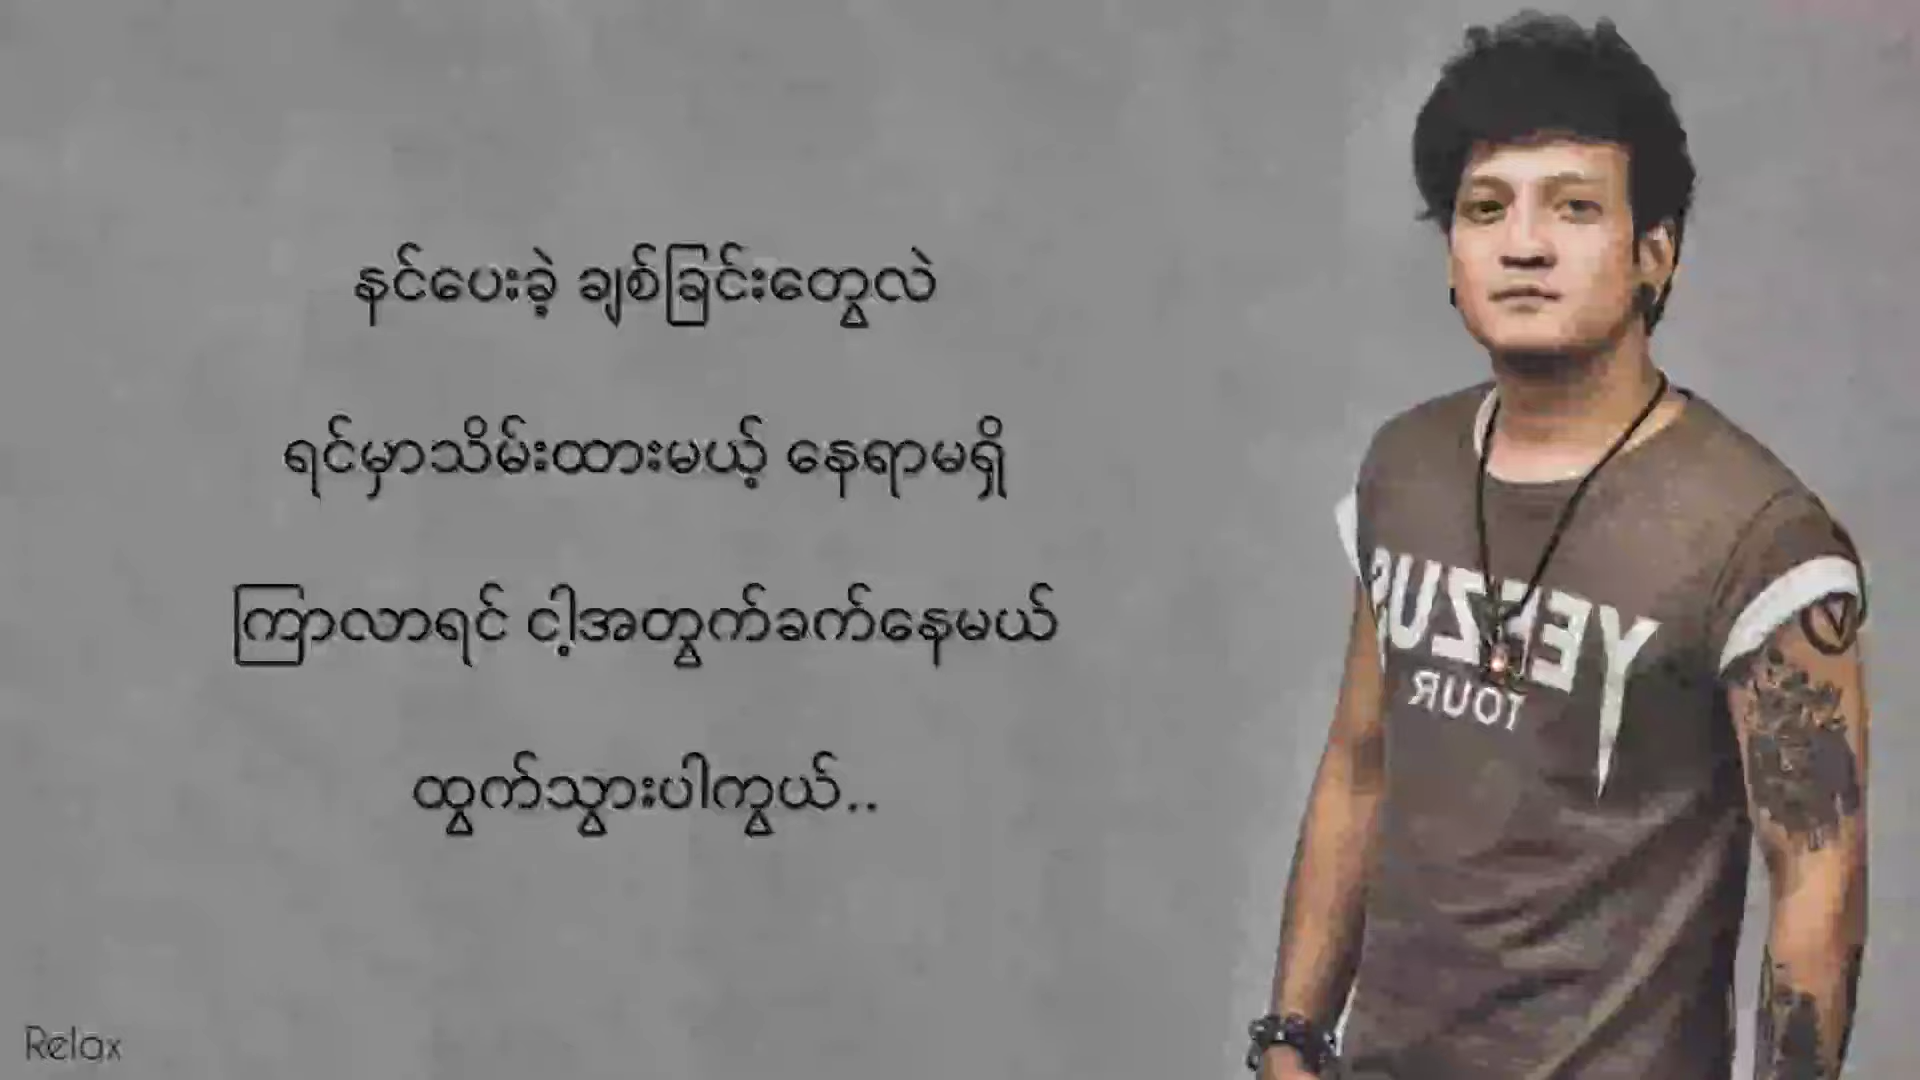 နင်ပေးခဲ့ ချစ်ခြင်းတွေလဲ
ရင်မှာသိမ်းထားမယ့် နေရာမရှိ
ကြာလာရင် ငါ့အတွက်ခက်နေမယ်
ထွက်သွားပါကွယ်..
YEEZUS
TOUR
Relax